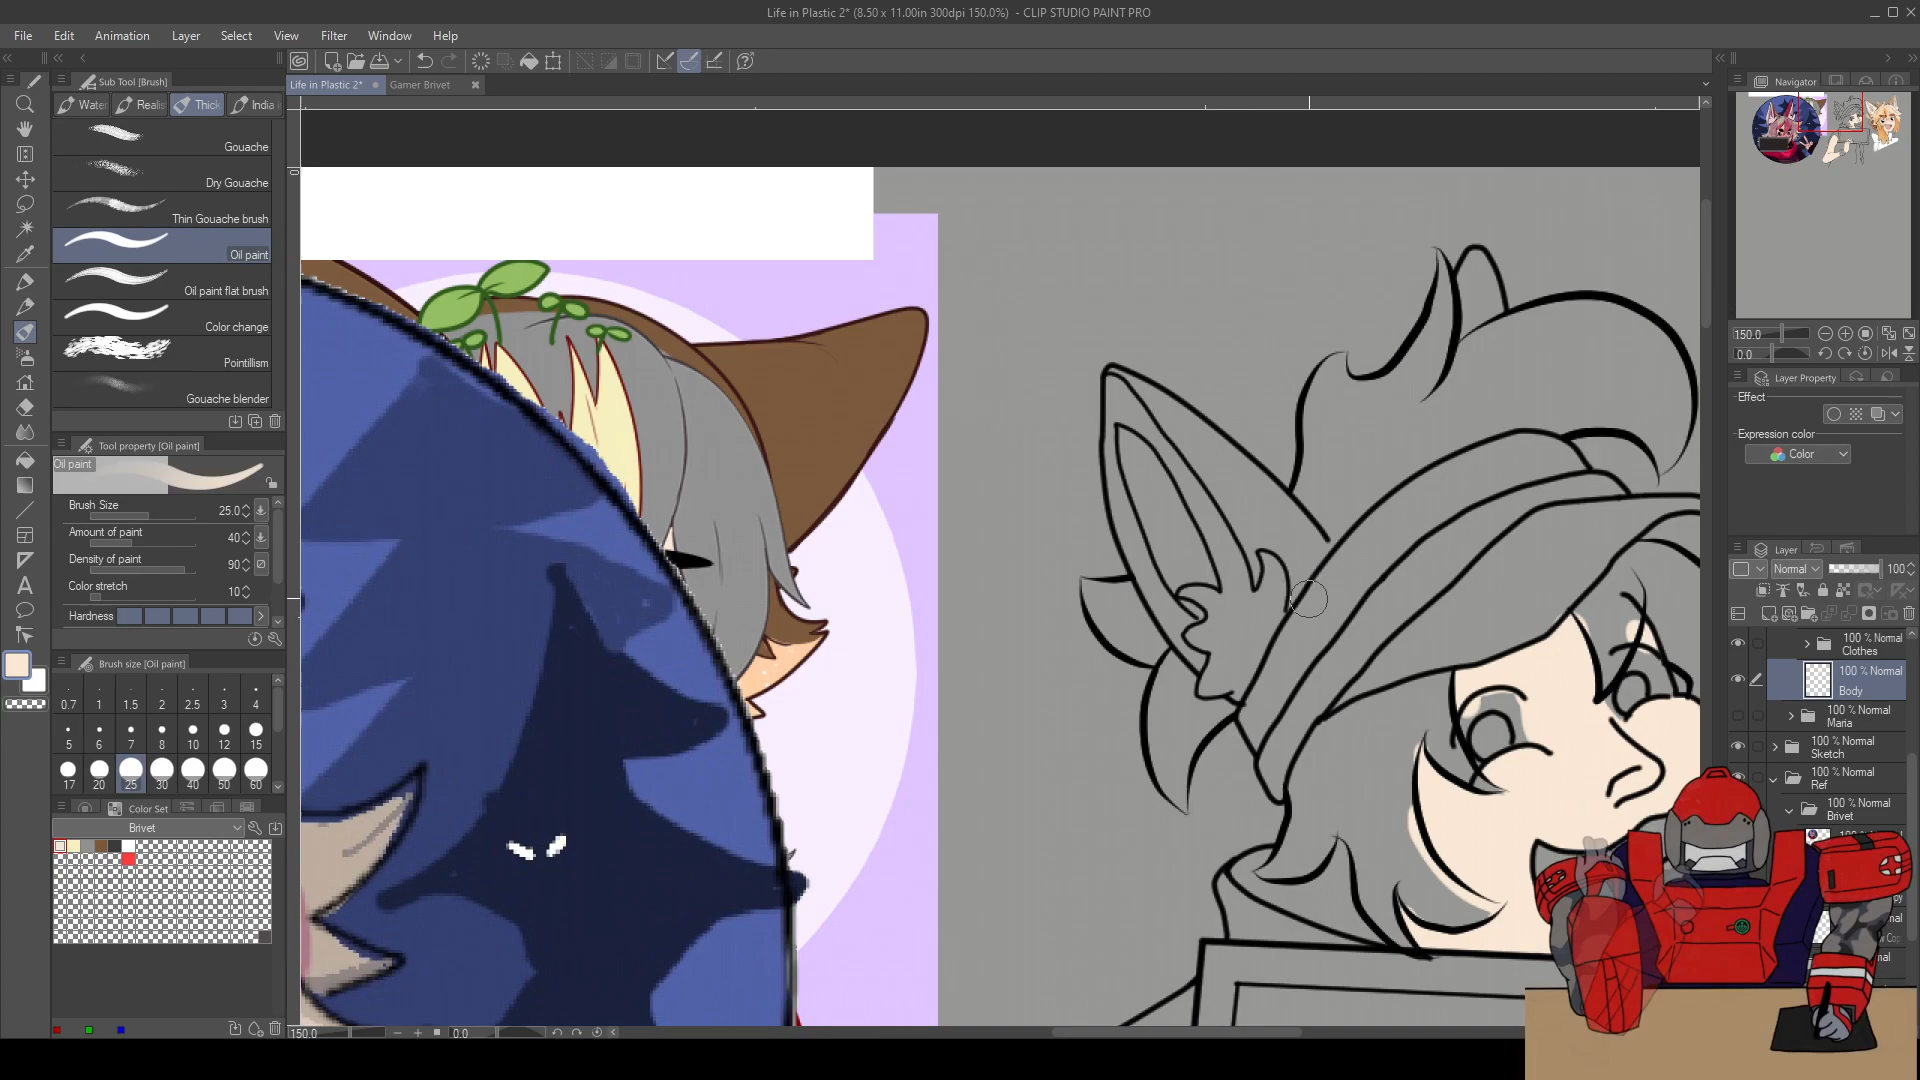 Life in Plastic 2* (8.50 x 11.00in 300dpi 150.0%) - CLIP STUDIO PAINT PRO
File Edit Animation Layer Select View Filter Window Help
Sub Tool [Brush]
Life in Plastic 2* Gamer Brivet
Navigator
Water Realis Thick India i
Gouache
Dry Gouache
Thin Gouache brush
Oil paint
Oil paint flat brush
Color change
Pointillism
Gouache blender
Tool property [Oil paint]
Oil paint
Brush Size 25.0
Amount of paint 40
Density of paint 90
Color stretch 10
Hardness
Brush size [Oil paint]
0.7 1 1.5 2 2.5 3 4
5 6 7 8 10 12 15
17 20 25 30 40 50 60
Color Set
Brivet
150.0 0.0
150.0
0.0
Layer Property
Effect
Expression color
Color
Layer
Normal 100
100 % Normal
Clothes
100 % Normal
Body
100 % Normal
Maria
100 % Normal
Sketch
100 % Normal
Ref
100 % Normal
Brivet